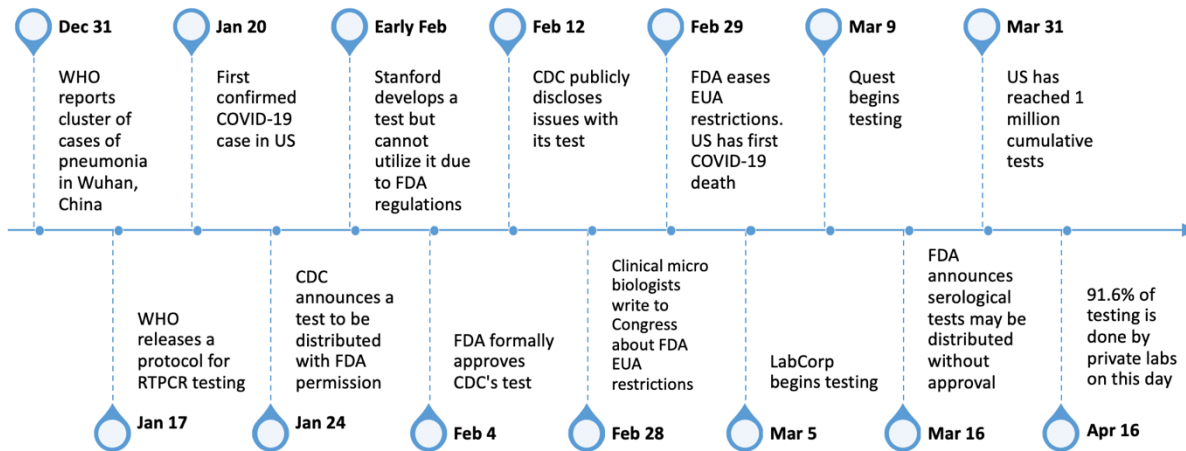 Dec 31
WHO
reports
cluster of
cases of
pneumonia
in Wuhan,
China
Jan 20
First
confirmed
COVID-19
case in US
Early Feb
Stanford
develops a
test but
cannot
utilize it due
to FDA
regulations
Feb 12
CDC publicly
discloses
issues with
its test
Feb 29
FDA eases
EUA
restrictions.
US has first
COVID-19
death
Mar 9
Quest
begins
testing
Mar 31
US has
reached 1
million
cumulative
tests
WHO
releases a
protocol for
RTPCR testing
Jan 17
CDC
announces a
test to be
distributed
with FDA
permission
Jan 24
FDA formally
approves
CDC's test
Feb 4
Clinical micro
biologists
write to
Congress
about FDA
EUA
restrictions
Feb 28
LabCorp
begins testing
Mar 5
FDA
announces
serological
tests may be
distributed
without
approval
Mar 16
91.6% of
testing is
done by
private labs
on this day
Apr 16